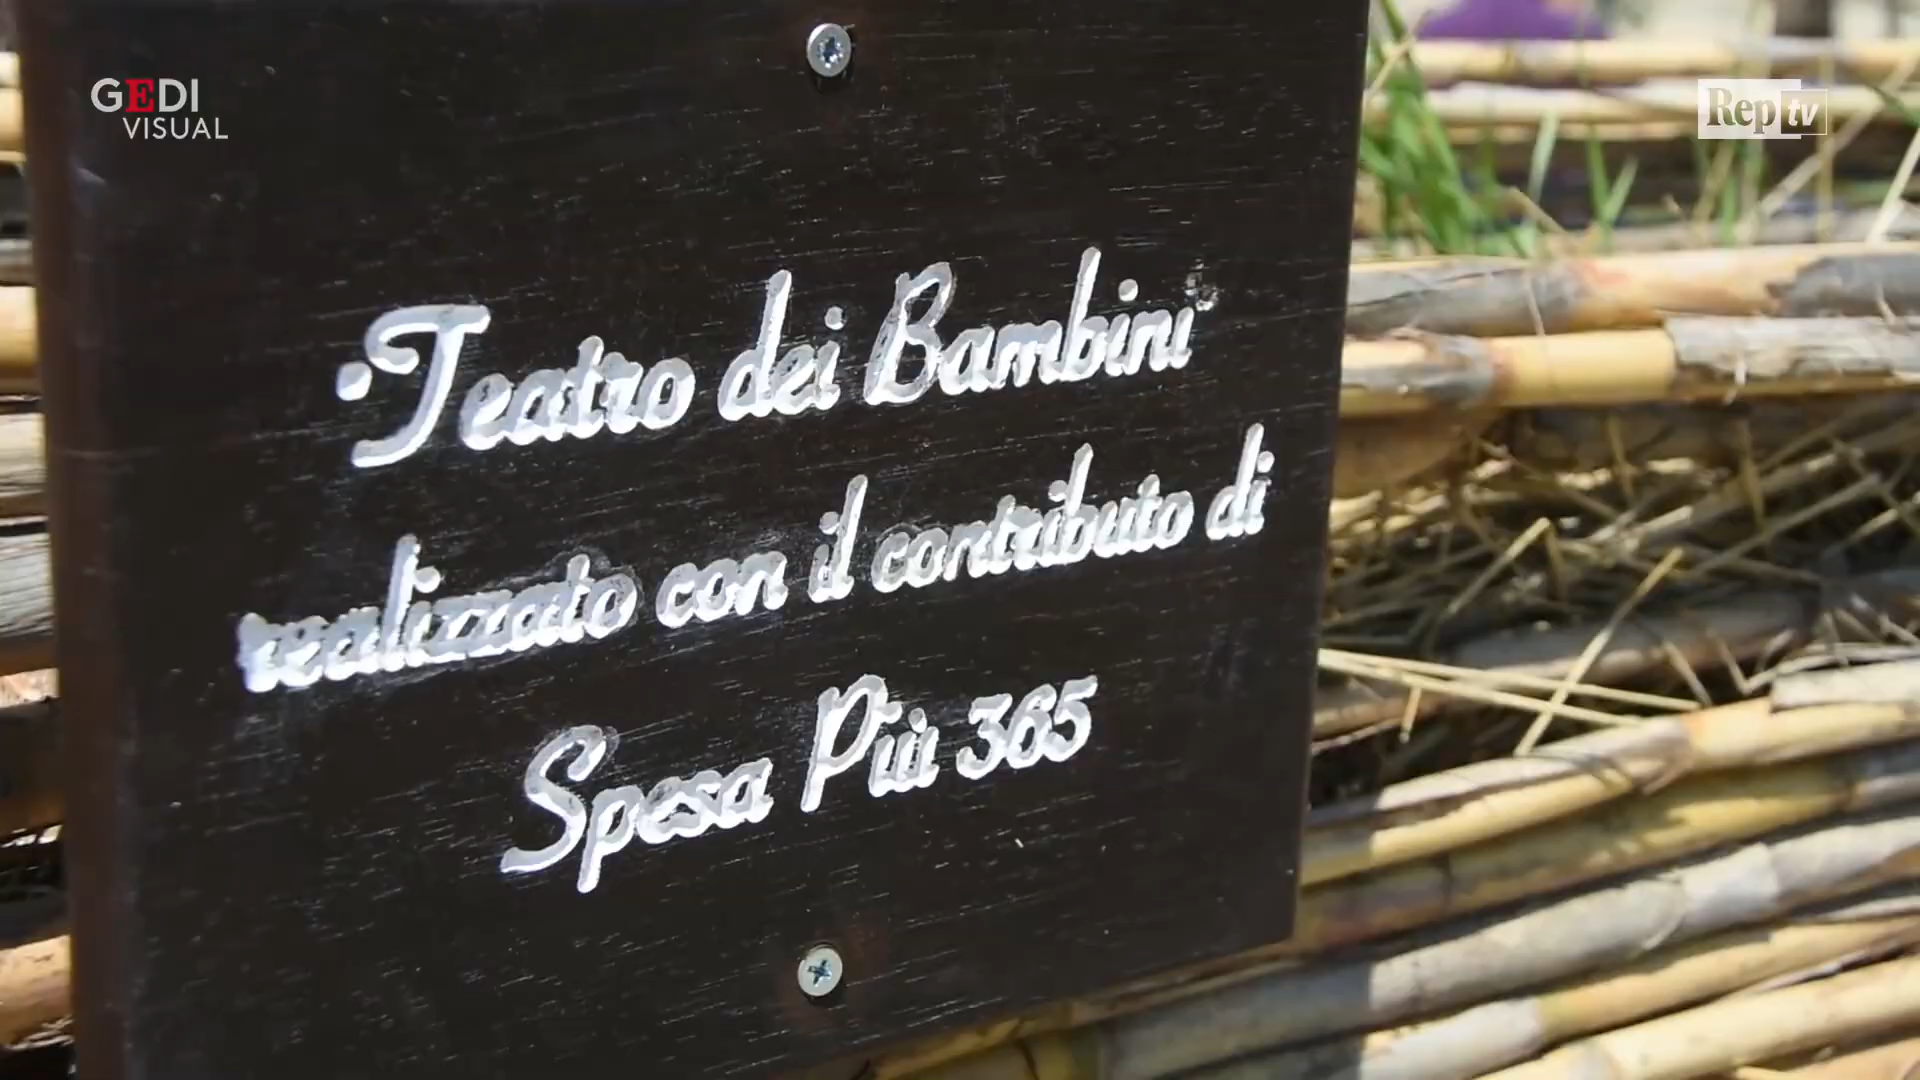 GEDI
VISUAL
Rep tv
"Teatro dei Bambini"
realizzato con il contributo di
Spesa Più 365